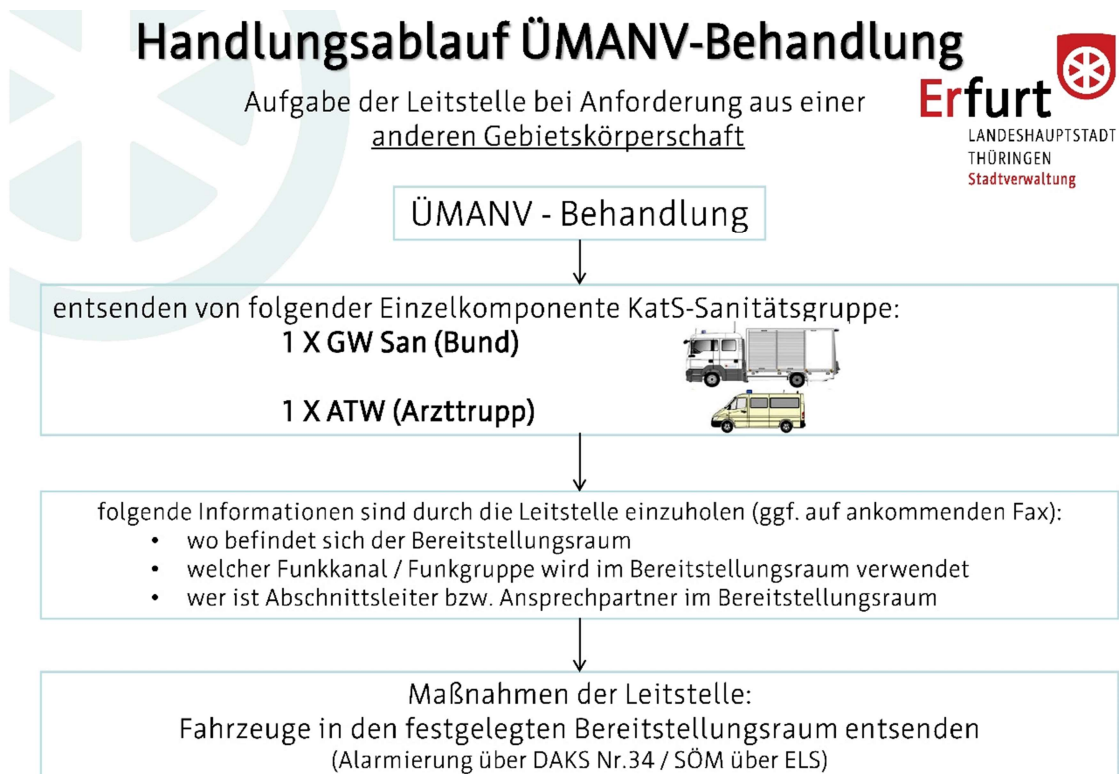 Handlungsablauf ÜMANV-Behandlung
Aufgabe der Leitstelle bei Anforderung aus einer
anderen Gebietskörperschaft
Erfurt
LANDESHAUPTSTADT
THÜRINGEN
Stadtverwaltung
ÜMANV - Behandlung
entsenden von folgender Einzelkomponente KatS-Sanitätsgruppe:
1 X GW San (Bund)
1 X ATW (Arzttrupp)
folgende Informationen sind durch die Leitstelle einzuholen (ggf. auf ankommenden Fax):
• wo befindet sich der Bereitstellungsraum
• welcher Funkkanal / Funkgruppe wird im Bereitstellungsraum verwendet
• wer ist Abschnittsleiter bzw. Ansprechpartner im Bereitstellungsraum
Maßnahmen der Leitstelle:
Fahrzeuge in den festgelegten Bereitstellungsraum entsenden
(Alarmierung über DAKS Nr.34 / SÖM über ELS)